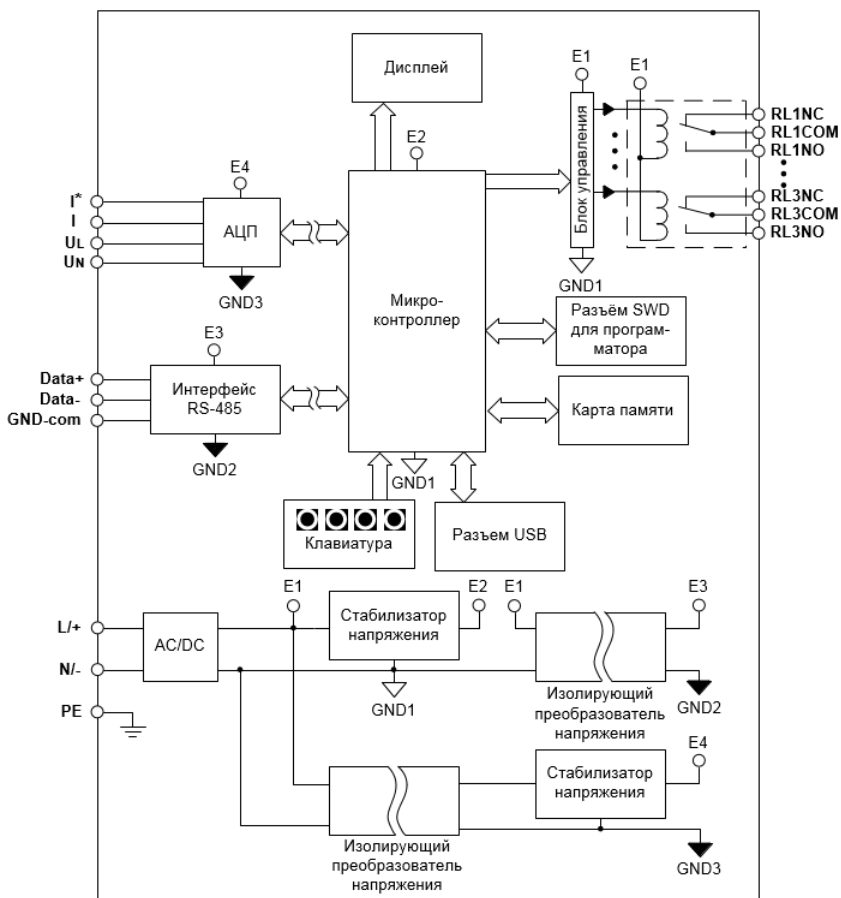 Дисплей
E1
E1
RL1NC
RL1COM
RL1NO
Блок управления
E2
E4
I*
I
UL
UN
АЦП
RL3NC
RL3COM
RL3NO
GND3
GND1
Микро-
контроллер
Разъём SWD
для програм-
матора
E3
Data+
Data-
GND-com
Интерфейс
RS-485
Карта памяти
GND2
GND1
Клавиатура
Разъем USB
E1
E2
E1
E3
L/+
N/-
PE
AC/DC
Стабилизатор
напряжения
GND1
Изолирующий
преобразователь
напряжения
GND2
E4
Стабилизатор
напряжения
Изолирующий
преобразователь
напряжения
GND3